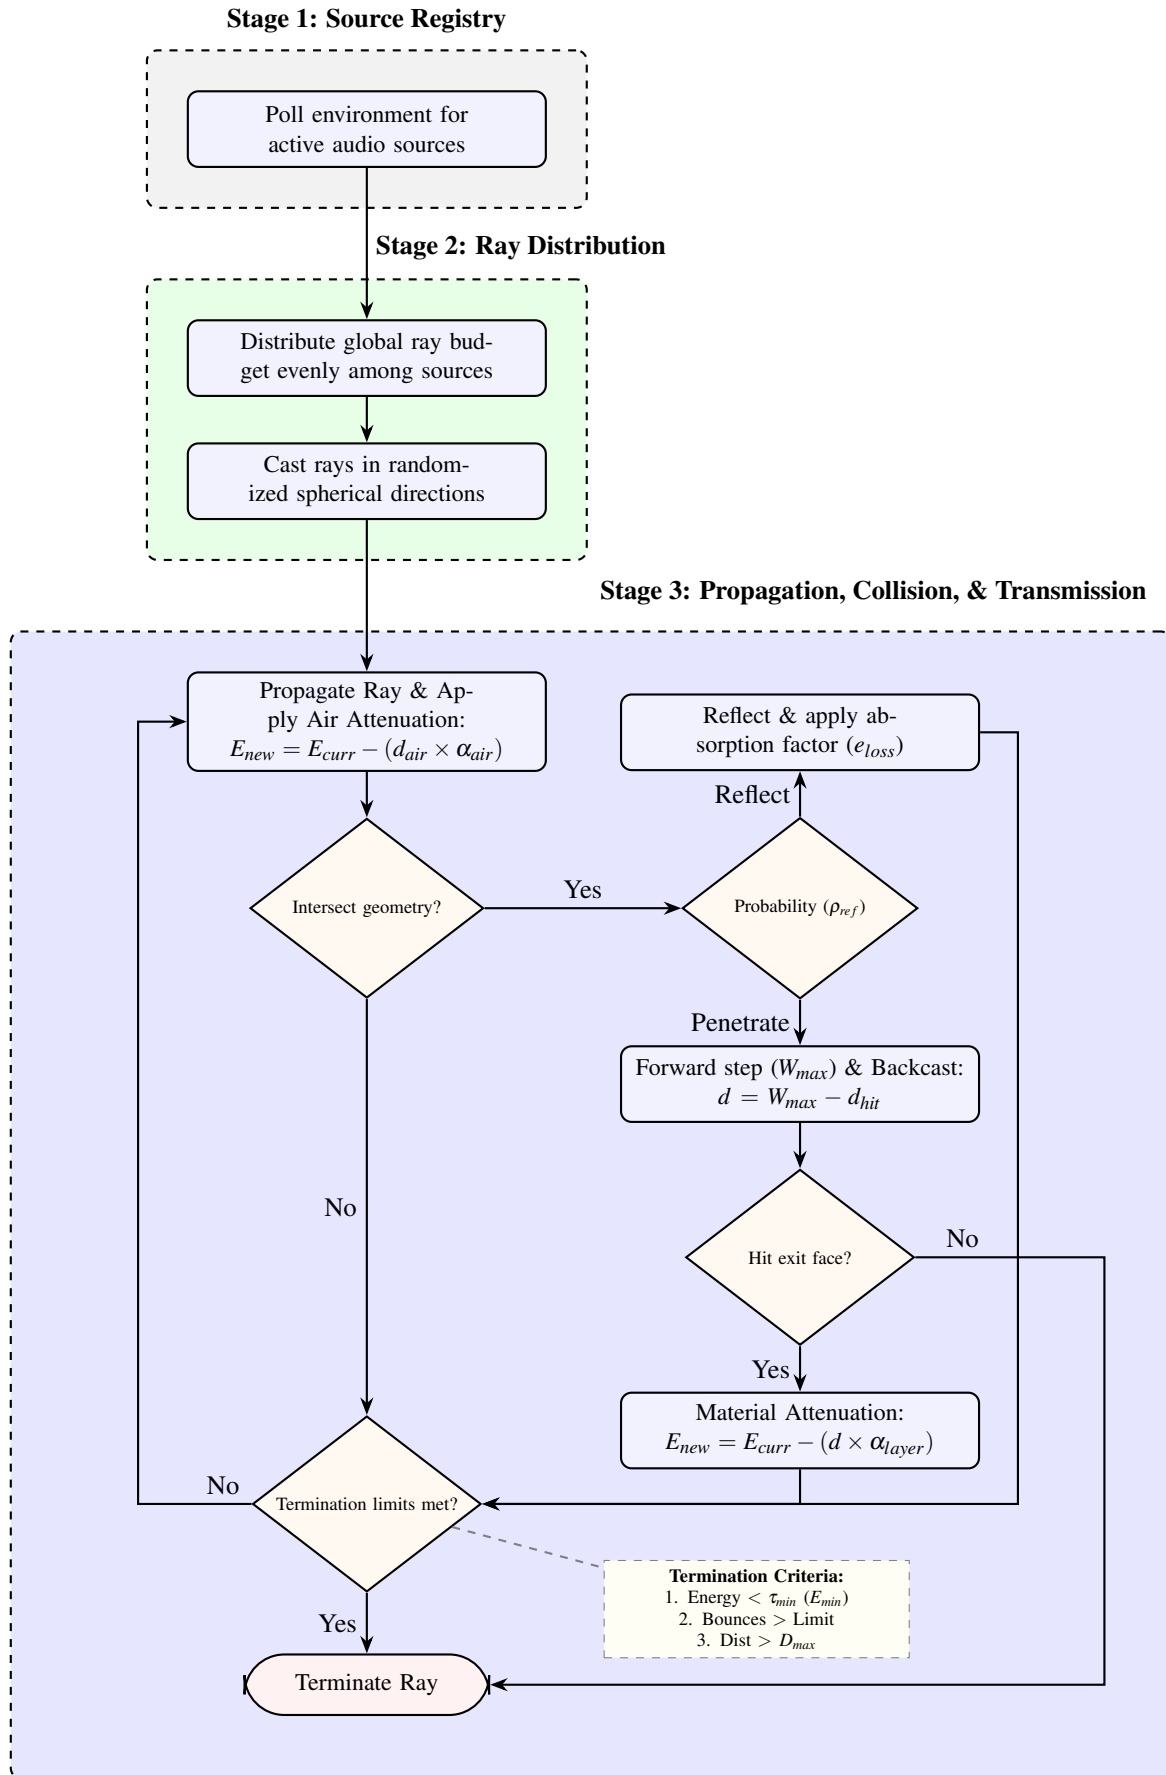 Stage 1: Source Registry
Poll environment for
active audio sources
Stage 2: Ray Distribution
Distribute global ray bud-
get evenly among sources
Cast rays in random-
ized spherical directions
Stage 3: Propagation, Collision, & Transmission
Propagate Ray & Ap-
ply Air Attenuation:
E_new = E_curr − (d_air × α_air)
Reflect & apply ab-
sorption factor (e_loss)
Reflect
Intersect geometry?
Yes
Probability (ρ_ref)
Penetrate
Forward step (W_max) & Backcast:
d = W_max − d_hit
No
Hit exit face?
No
Yes
Material Attenuation:
E_new = E_curr − (d × α_layer)
No
Termination limits met?
Termination Criteria:
1. Energy < τ_min (E_min)
2. Bounces > Limit
3. Dist > D_max
Yes
Terminate Ray